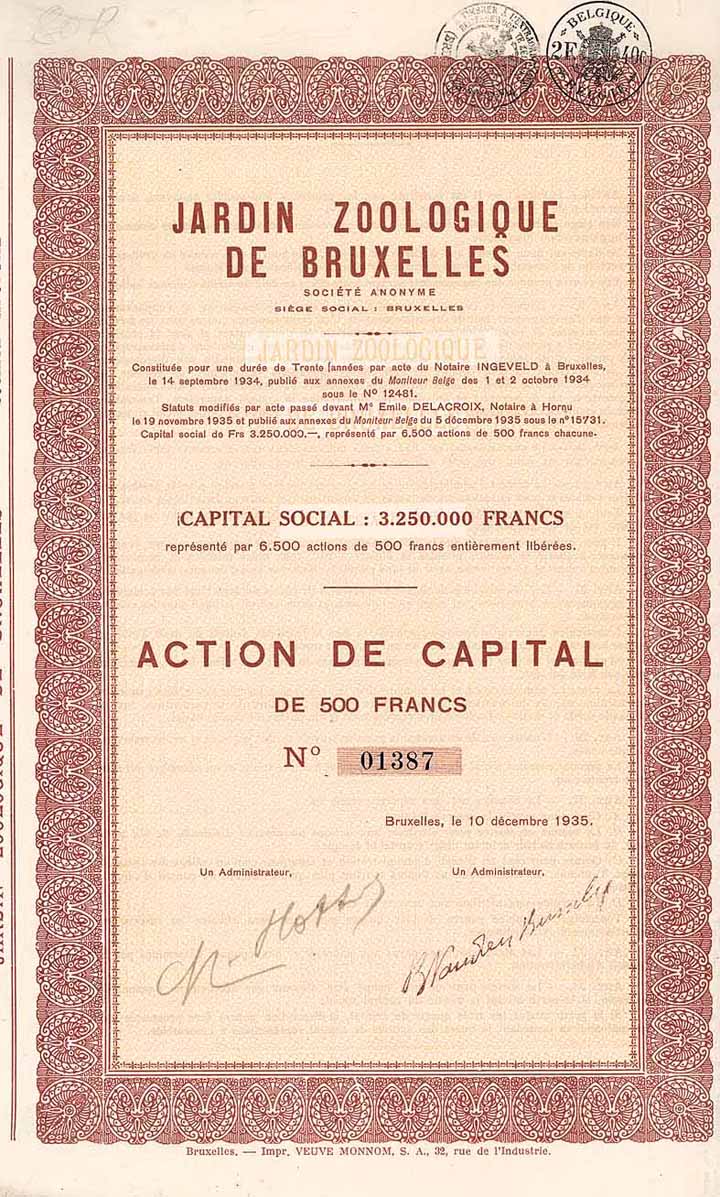 BELGIQUE
2F 40C
BELGIË
JARDIN ZOOLOGIQUE
DE BRUXELLES
SOCIÉTÉ ANONYME
SIÈGE SOCIAL : BRUXELLES
JARDIN ZOOLOGIQUE
Constituée pour une durée de Trente années par acte du Notaire INGEVELD à Bruxelles,
le 14 septembre 1934, publié aux annexes du Moniteur Belge des 1 et 2 octobre 1934
sous le No 12481.
Statuts modifiés par acte passé devant Me Emile DELACROIX, Notaire à Hornu
le 19 novembre 1935 et publié aux annexes du Moniteur Belge du 5 décembre 1935 sous le no 15731.
Capital social de Frs 3.250.000.—, représenté par 6.500 actions de 500 francs chacune.
CAPITAL SOCIAL : 3.250.000 FRANCS
représenté par 6.500 actions de 500 francs entièrement libérées.
ACTION DE CAPITAL
DE 500 FRANCS
No 01387
Bruxelles, le 10 décembre 1935.
Un Administrateur, Un Administrateur,
Bruxelles. — Impr. VEUVE MONNOM, S. A., 32, rue de l'Industrie.